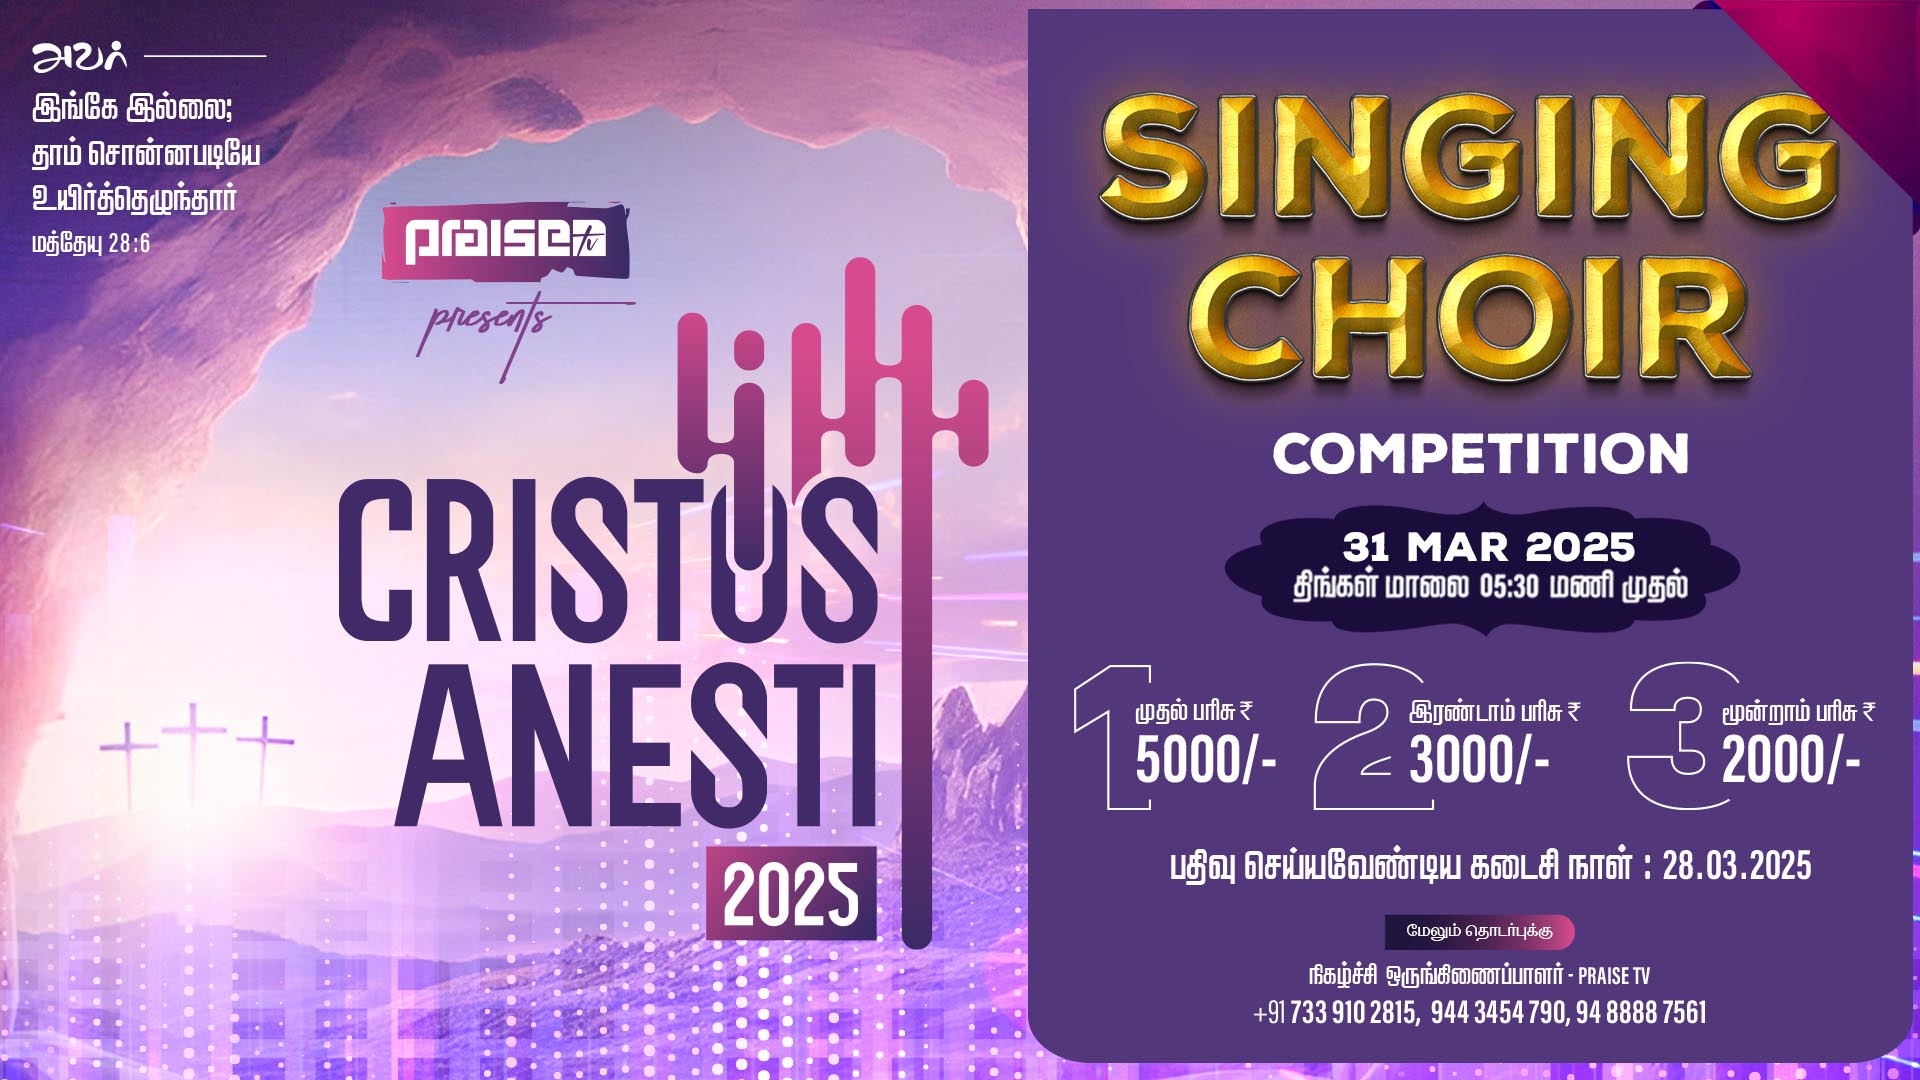 அவர்
இங்கே இல்லை;
தாம் சொன்னபடியே
உயிர்த்தெழுந்தார்
மத்தேயு 28:6
praise tv
presents
CRISTOS
ANESTI
2025
SINGING
CHOIR
COMPETITION
31 MAR 2025
திங்கள் மாலை 05:30 மணி முதல்
1 முதல் பரிசு ₹
5000/-
2 இரண்டாம் பரிசு ₹
3000/-
3 மூன்றாம் பரிசு ₹
2000/-
பதிவு செய்யவேண்டிய கடைசி நாள் : 28.03.2025
மேலும் தொடர்புக்கு
நிகழ்ச்சி ஒருங்கிணைப்பாளர் - PRAISE TV
+91 733 910 2815, 944 3454 790, 94 8888 7561